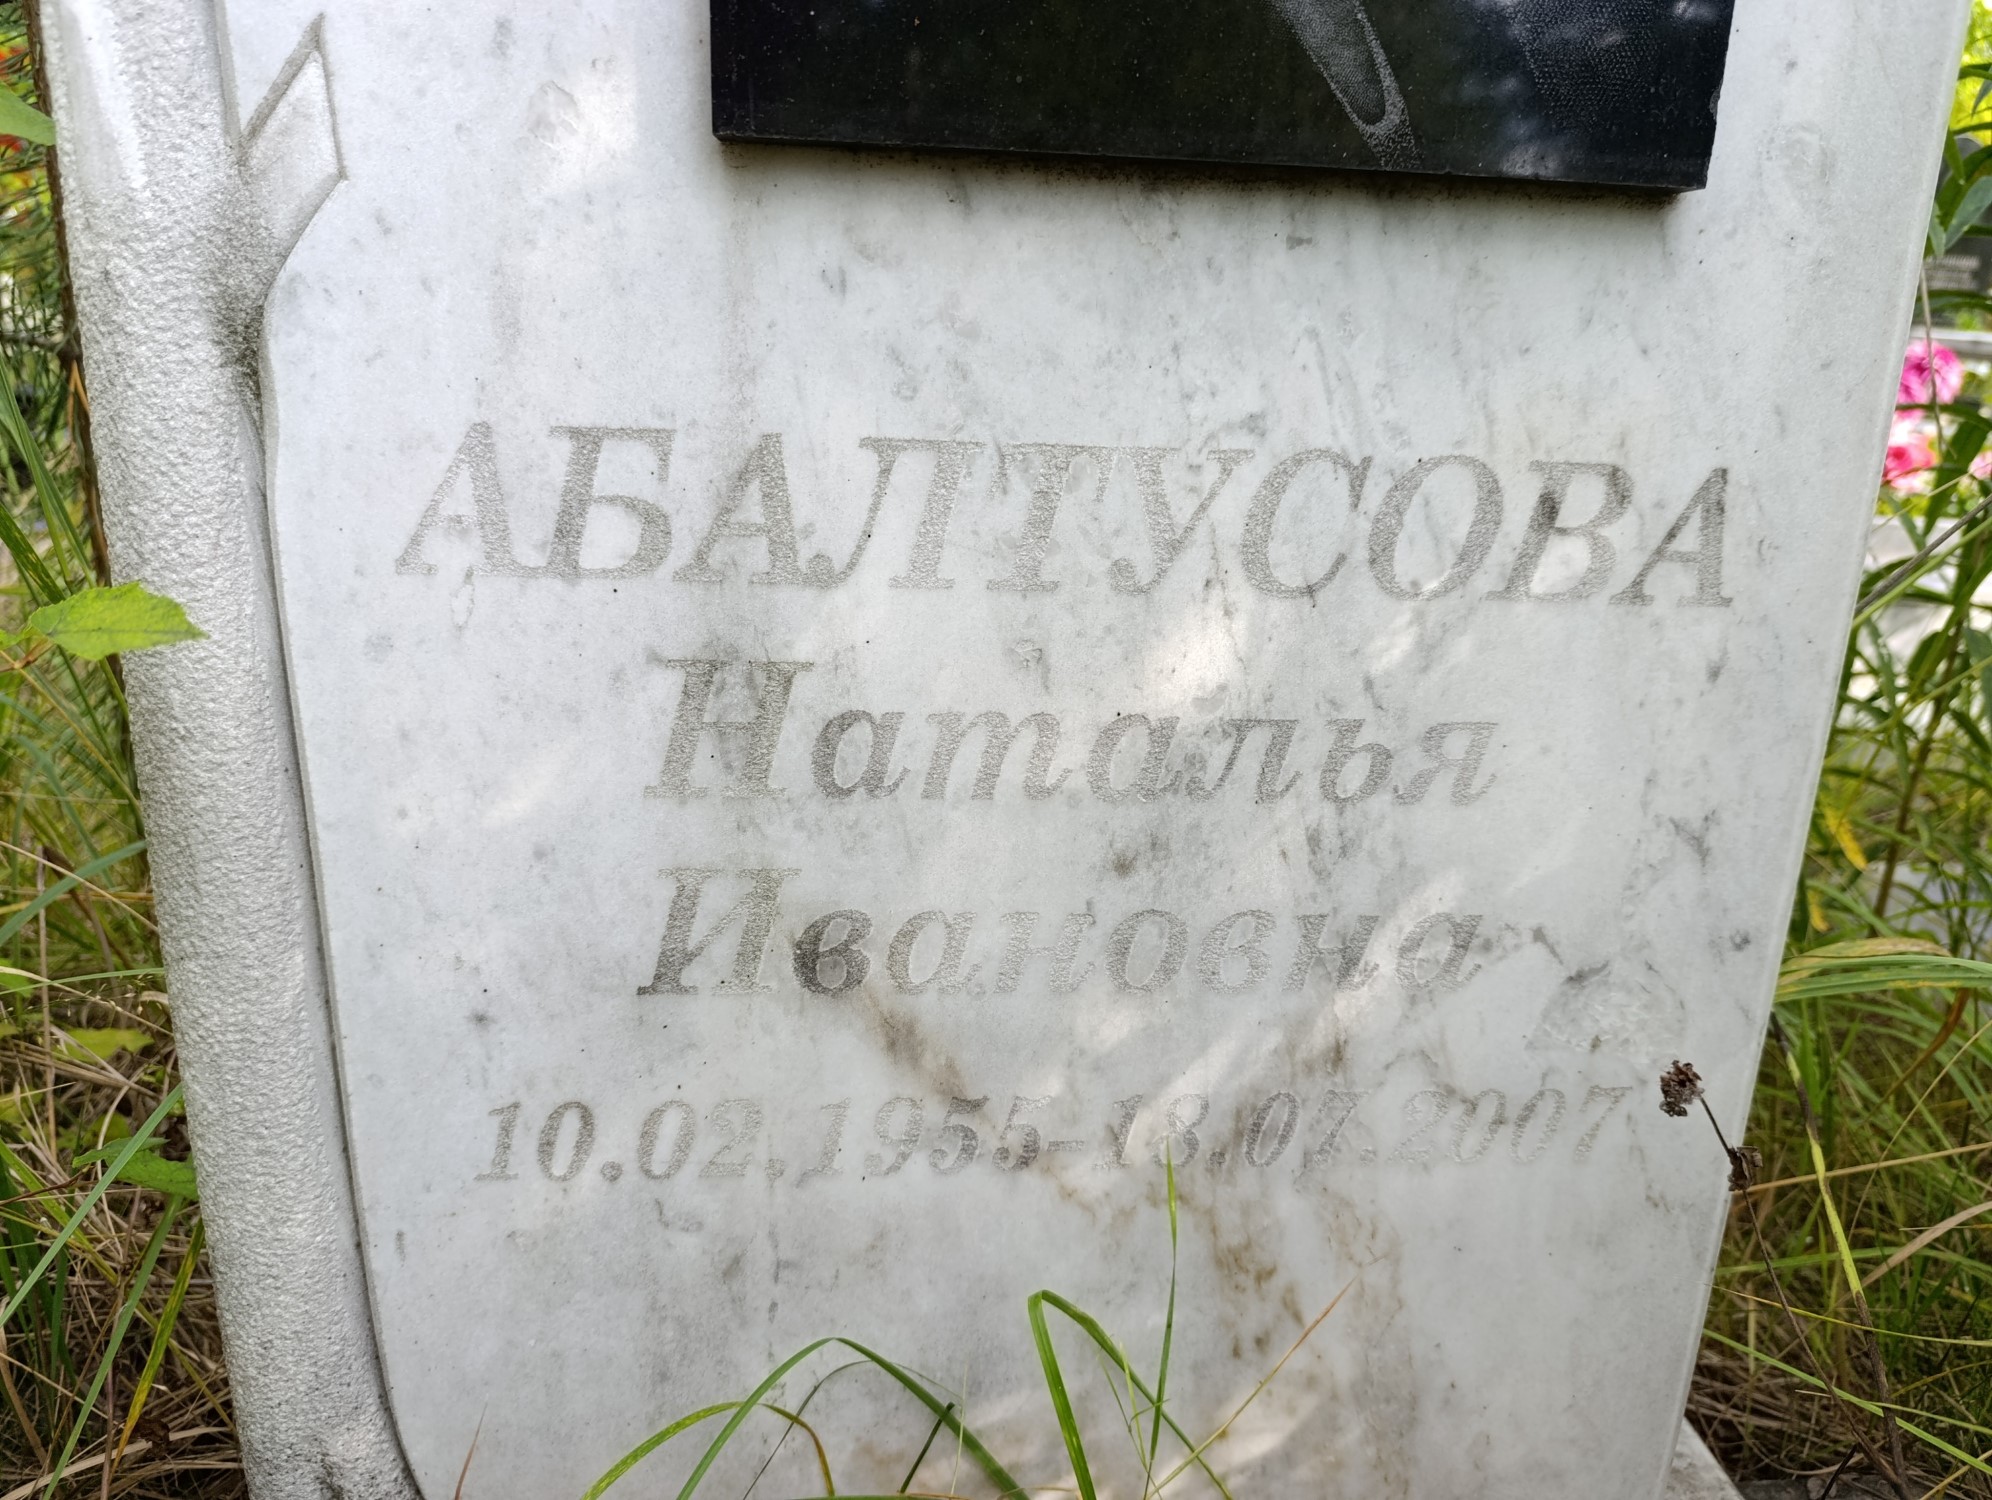 АБАЛТУСОВА
Наталья
Ивановна
10.02.1955-18.07.2007